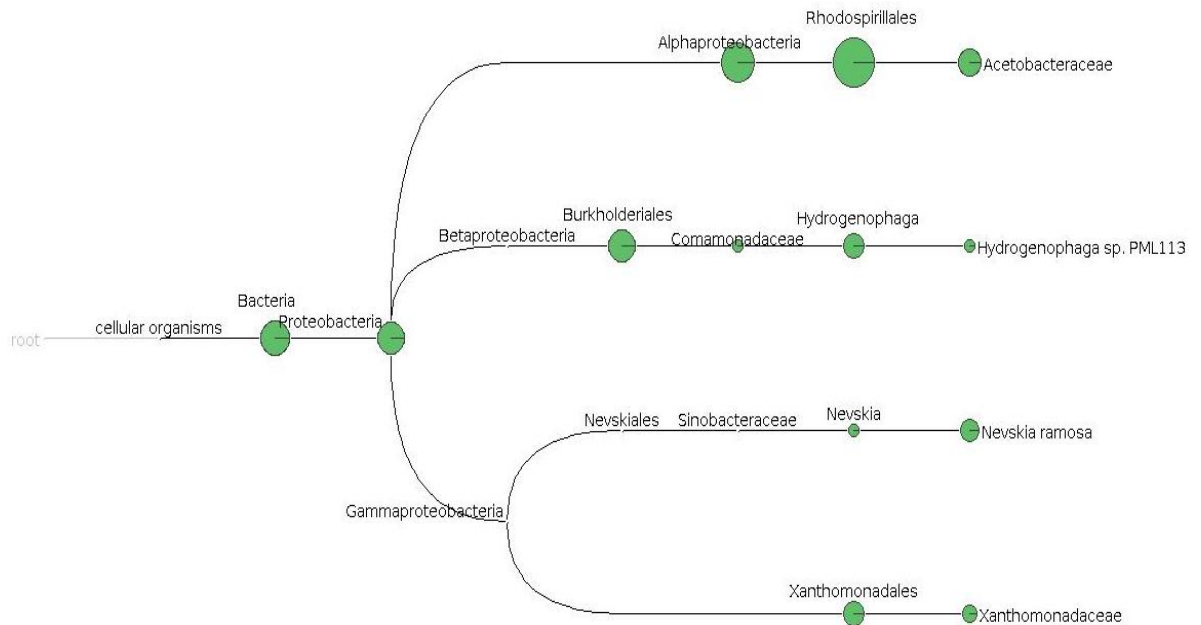 Rhodospirillales
Alphaproteobacteria
Acetobacteraceae
Burkholderiales
Hydrogenophaga
Betaproteobacteria
Comamonadaceae
Hydrogenophaga sp. PML113
Bacteria
Proteobacteria
cellular organisms
root
Nevskia
Nevskiales
Sinobacteraceae
Nevskia ramosa
Gammaproteobacteria
Xanthomonadales
Xanthomonadaceae